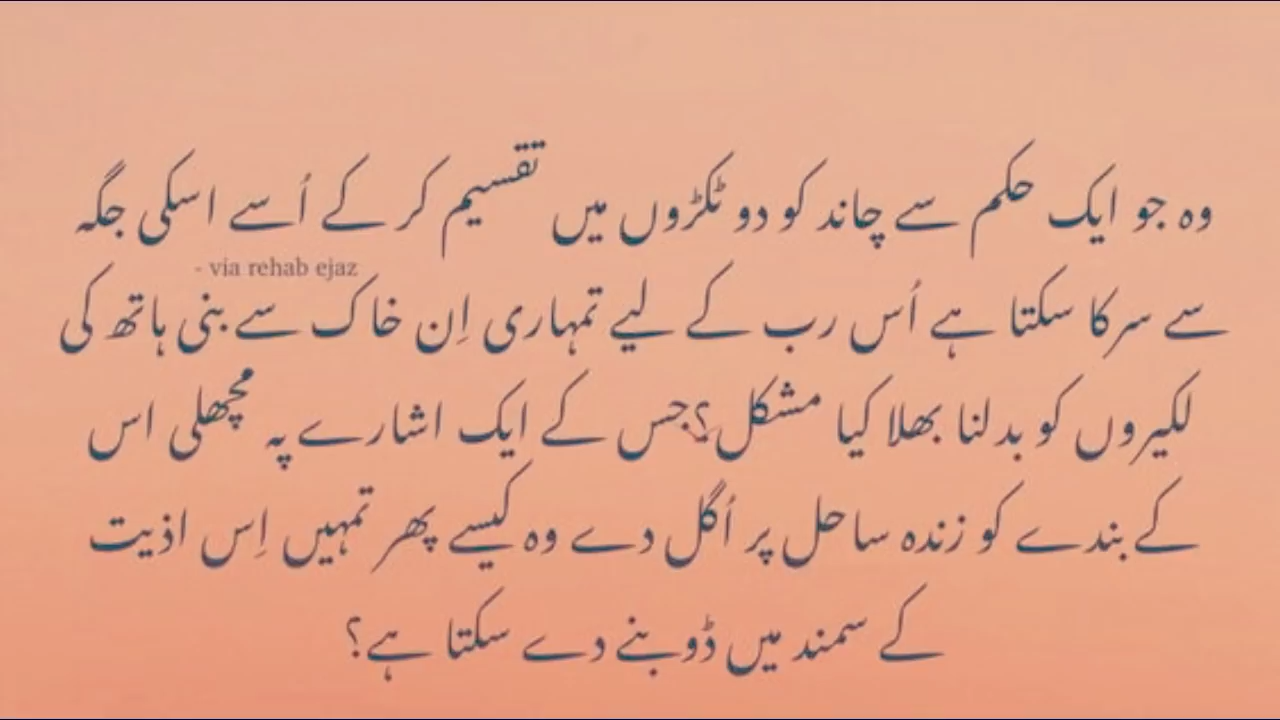 وہ جو ایک حکم سے چاند کو دو ٹکڑوں میں تقسیم کر کے اُسے اسکی جگہ
- via rehab ejaz
سے سرکا سکتا ہے اُس رب کے لیے تمہاری اِن خاک سے بنی ہاتھ کی
لکیروں کو بدلنا بھلا کیا مشکل؟جس کے ایک اشارے پہ مچھلی اس
کے بندے کو زندہ ساحل پر اُگل دے وہ کیسے پھر تمہیں اِس اذیت
کے سمند میں ڈوبنے دے سکتا ہے؟